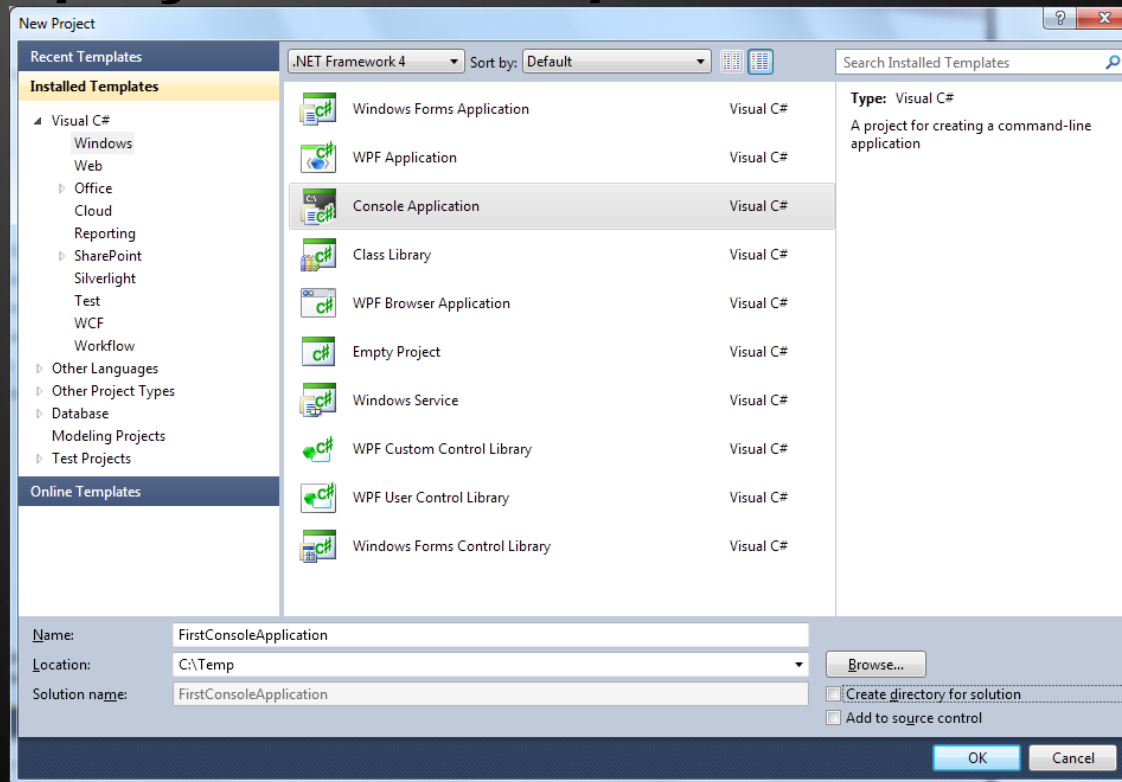 New Project
Recent Templates
.NET Framework 4 Sort by: Default Search Installed Templates
Installed Templates
Visual C#
Windows
Web
Office
Cloud
Reporting
SharePoint
Silverlight
Test
WCF
Workflow
Other Languages
Other Project Types
Database
Modeling Projects
Test Projects
Online Templates
Windows Forms Application Visual C#
WPF Application Visual C#
Console Application Visual C#
Class Library Visual C#
WPF Browser Application Visual C#
Empty Project Visual C#
Windows Service Visual C#
WPF Custom Control Library Visual C#
WPF User Control Library Visual C#
Windows Forms Control Library Visual C#
Type: Visual C#
A project for creating a command-line
application
Name: FirstConsoleApplication
Location: C:\Temp Browse...
Solution name: FirstConsoleApplication Create directory for solution
Add to source control
OK Cancel